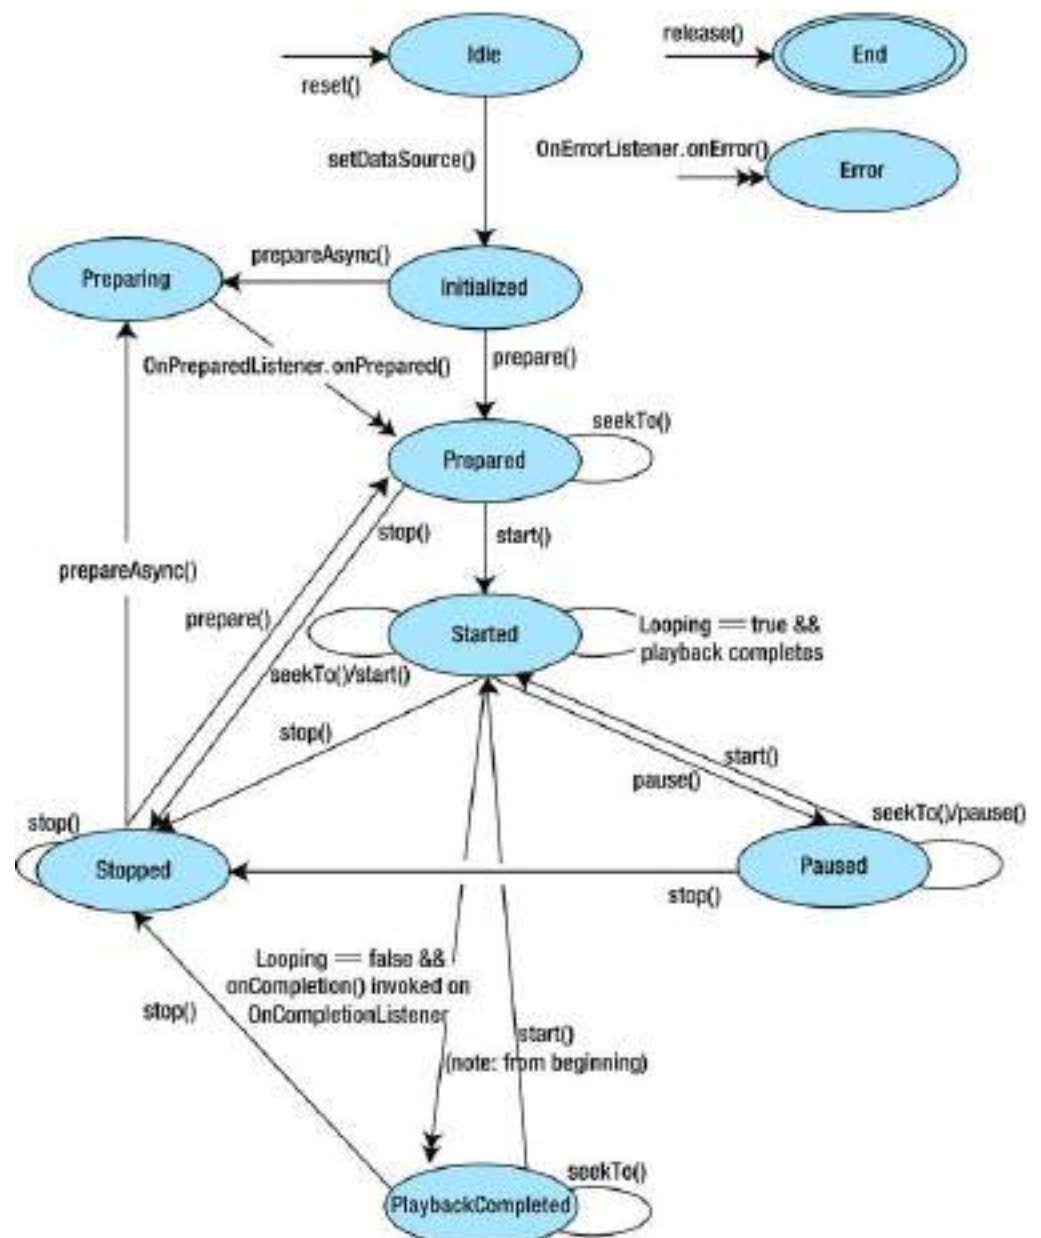 Idle
release()
End
reset()
setDataSource()
OnErrorListener.onError()
Error
prepareAsync()
Preparing
Initialized
OnPreparedListener.onPrepared()
prepare()
seekTo()
Prepared
stop()
start()
prepareAsync()
prepare()
Started
Looping == true &&
playback completes
seekTo()/start()
stop()
start()
pause()
seekTo()/pause()
stop()
Stopped
Paused
stop()
Looping == false &&
onCompletion() invoked on
OnCompletionListener
stop()
start()
(note: from beginning)
seekTo()
PlaybackCompleted